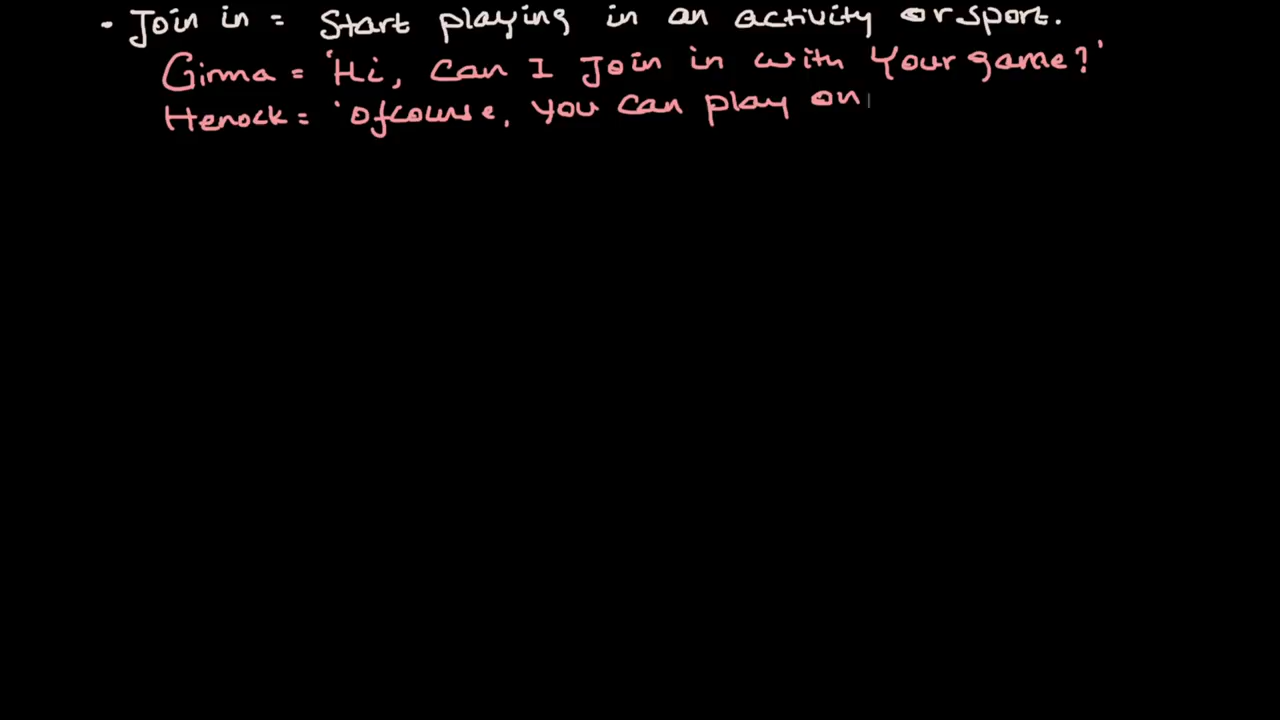 • Join in = Start playing in an activity or sport.
Girma = 'Hi, Can I Join in with Your game?'
Henock = 'Ofcourse, You can play on